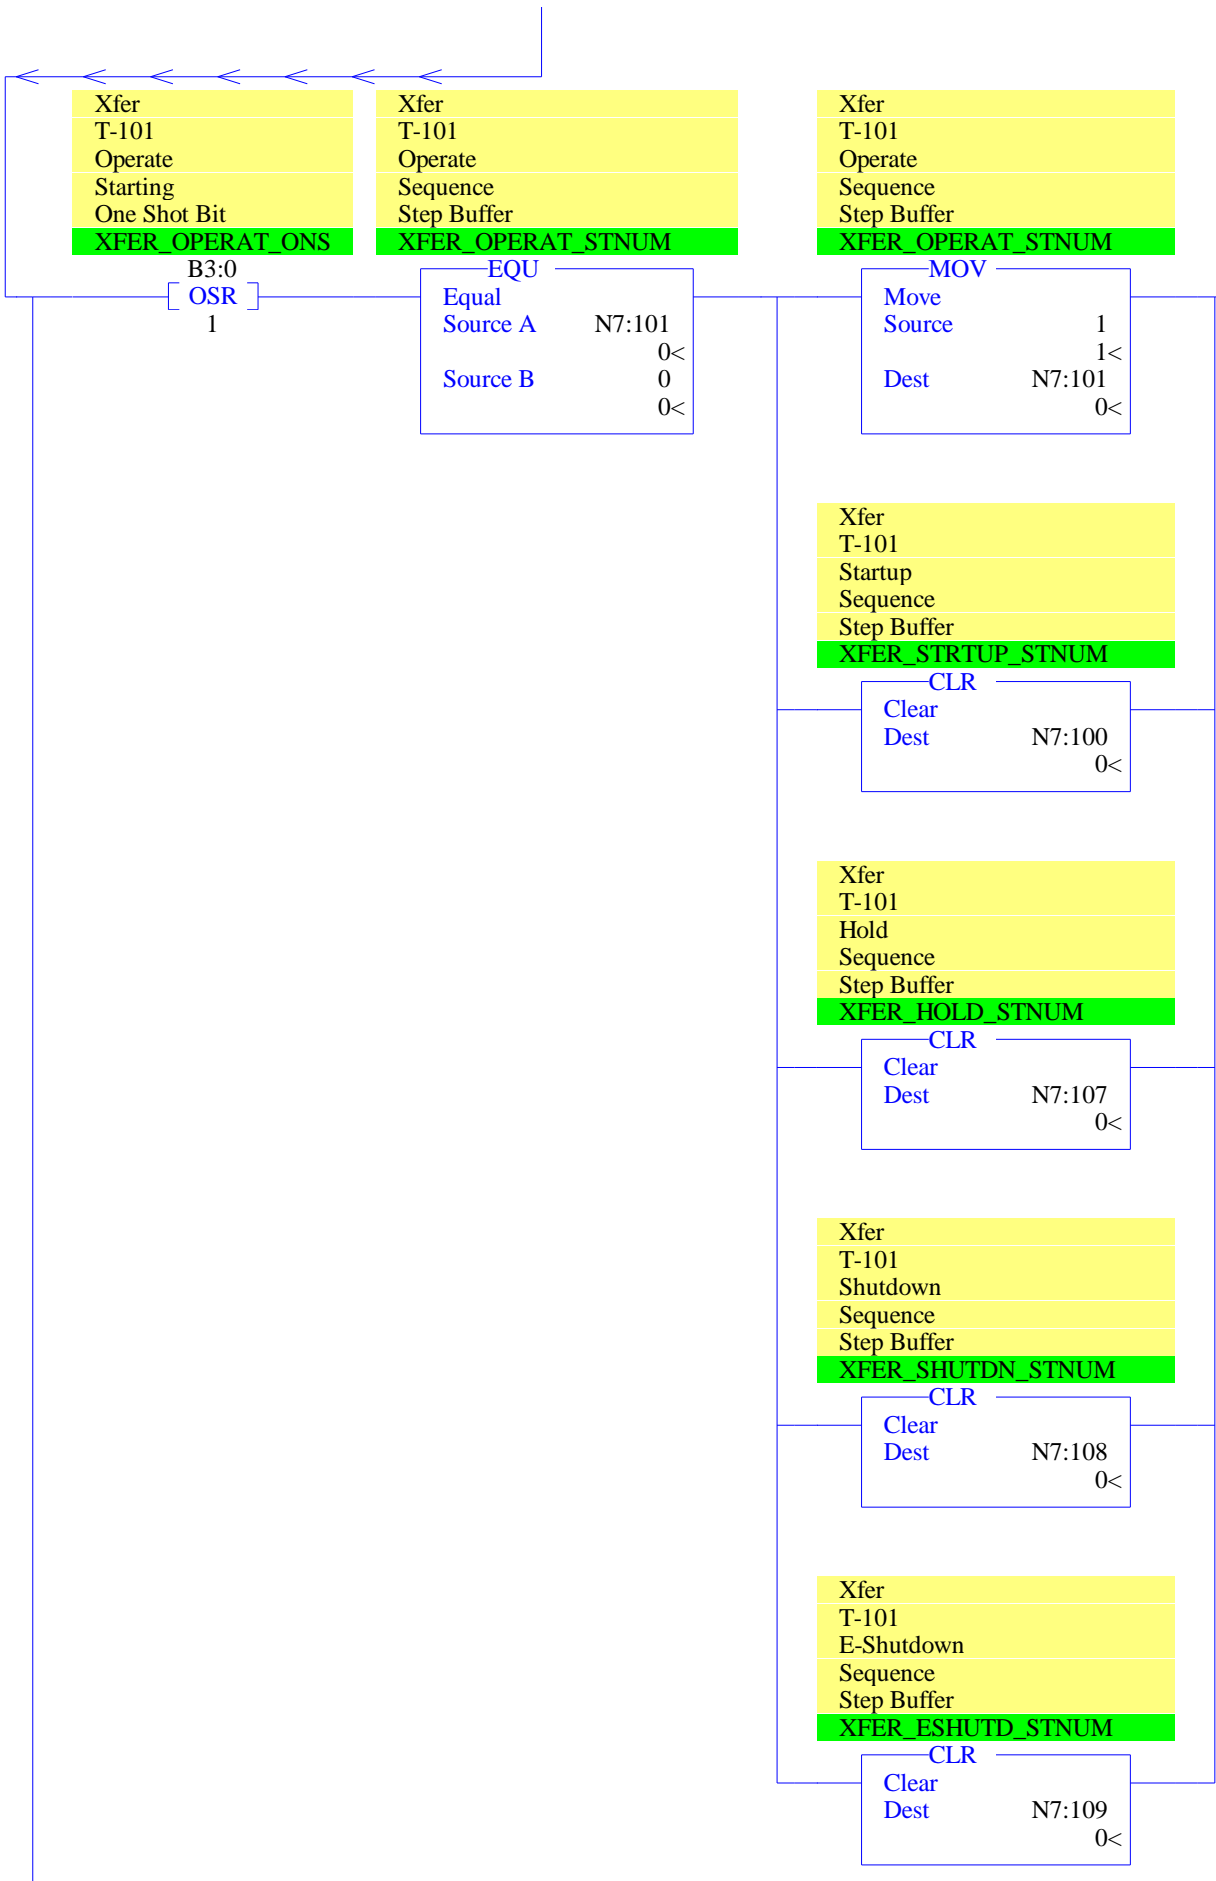 Xfer
T-101
Operate
Starting
One Shot Bit
XFER_OPERAT_ONS
B3:0
OSR
1
Xfer
T-101
Operate
Sequence
Step Buffer
XFER_OPERAT_STNUM
EQU
Equal
Source A N7:101
0<
Source B 0
0<
Xfer
T-101
Operate
Sequence
Step Buffer
XFER_OPERAT_STNUM
MOV
Move
Source 1
1<
Dest N7:101
0<
Xfer
T-101
Startup
Sequence
Step Buffer
XFER_STRTUP_STNUM
CLR
Clear
Dest N7:100
0<
Xfer
T-101
Hold
Sequence
Step Buffer
XFER_HOLD_STNUM
CLR
Clear
Dest N7:107
0<
Xfer
T-101
Shutdown
Sequence
Step Buffer
XFER_SHUTDN_STNUM
CLR
Clear
Dest N7:108
0<
Xfer
T-101
E-Shutdown
Sequence
Step Buffer
XFER_ESHUTD_STNUM
CLR
Clear
Dest N7:109
0<